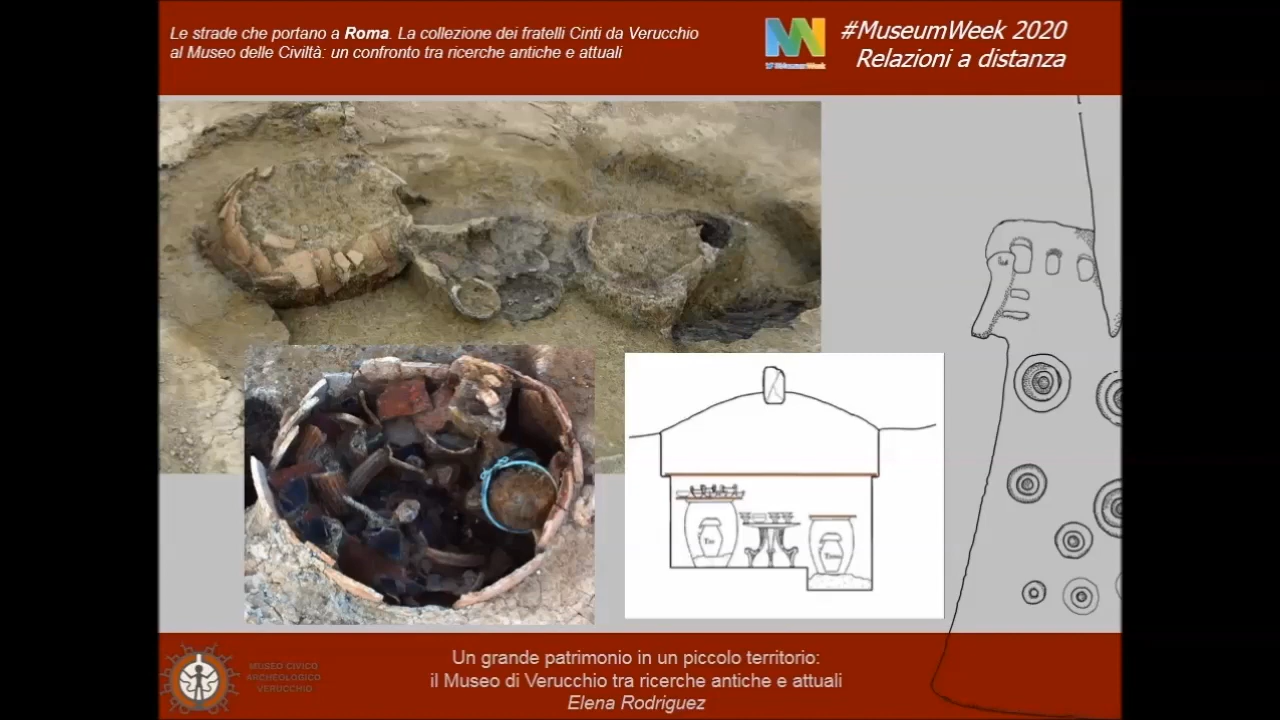 Le strade che portano a Roma. La collezione dei fratelli Cinti da Verucchio
al Museo delle Civiltà: un confronto tra ricerche antiche e attuali
#MuseumWeek 2020
Relazioni a distanza
MUSEO CIVICO
ARCHEOLOGICO
VERUCCHIO
Un grande patrimonio in un piccolo territorio:
il Museo di Verucchio tra ricerche antiche e attuali
Elena Rodriguez